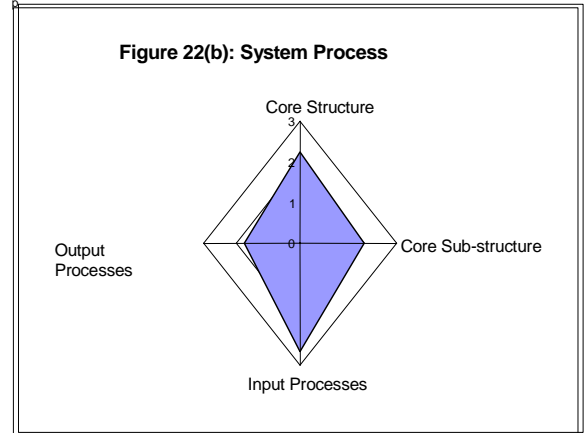 Figure 22(b): System Process
Core Structure
3
2
1
0
Output
Processes
Core Sub-structure
Input Processes